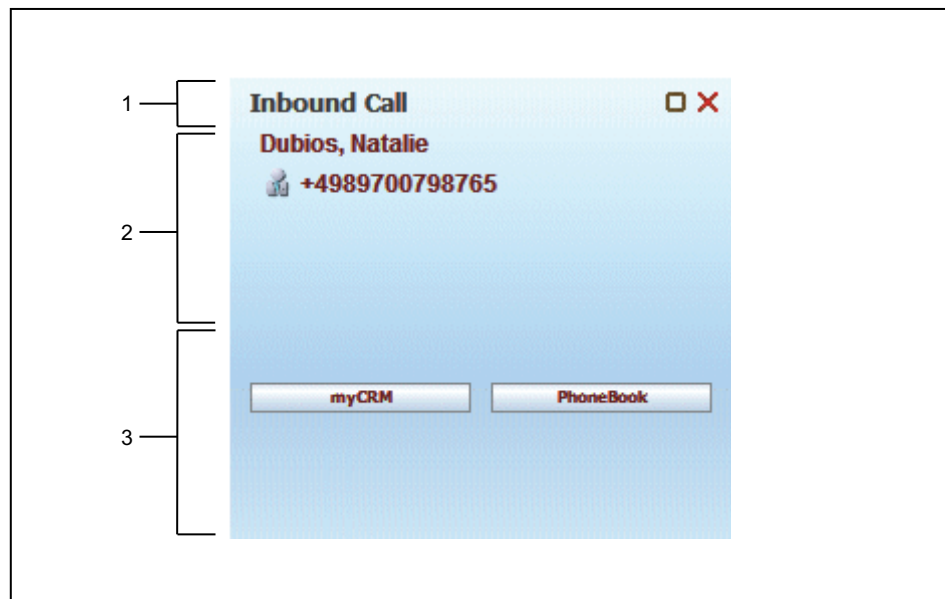 1
Inbound Call
Dubios, Natalie
+4989700798765
2
myCRM PhoneBook
3